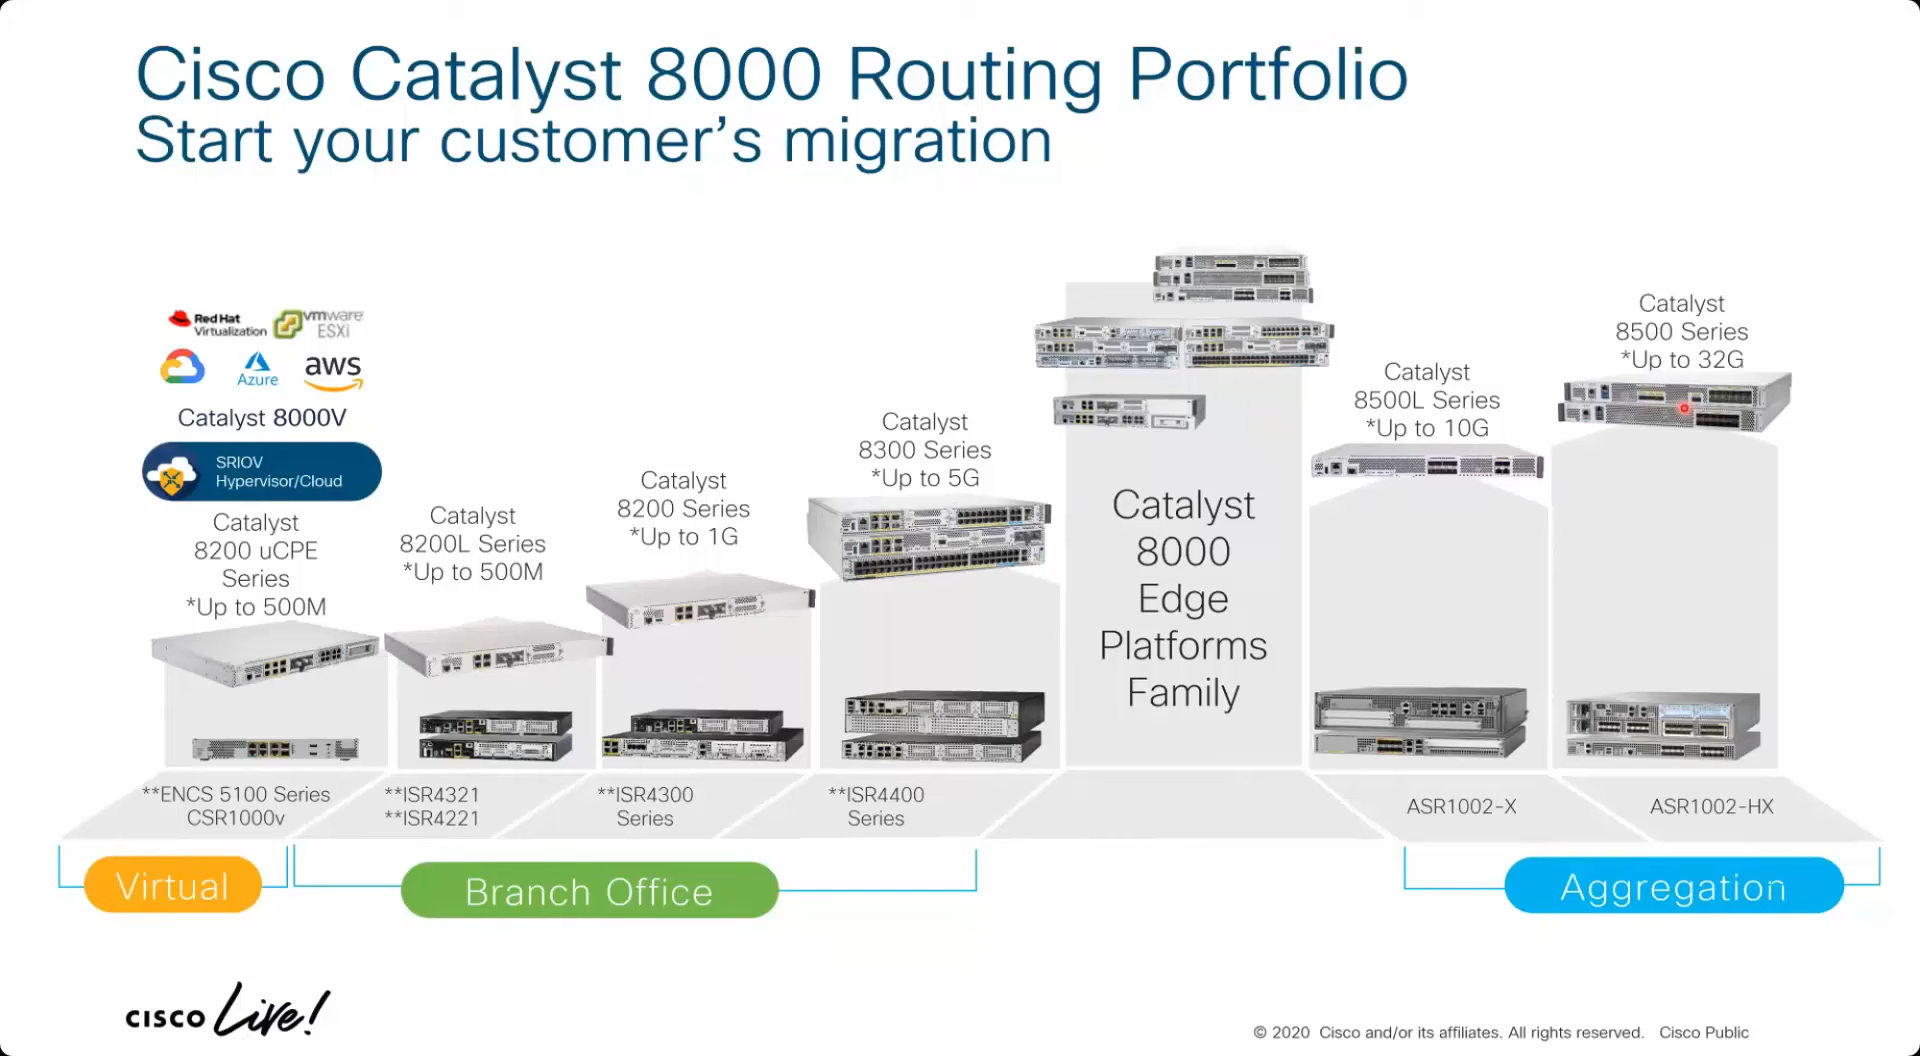 Cisco Catalyst 8000 Routing Portfolio
Start your customer's migration
Red Hat
Virtualization
vmware
ESXi
Azure
aws
Catalyst 8000V
SRIOV
Hypervisor/Cloud
Catalyst
8200 uCPE
Series
*Up to 500M
Catalyst
8200L Series
*Up to 500M
Catalyst
8200 Series
*Up to 1G
Catalyst
8300 Series
*Up to 5G
Catalyst
8000
Edge
Platforms
Family
Catalyst
8500L Series
*Up to 10G
Catalyst
8500 Series
*Up to 32G
**ENCS 5100 Series
CSR1000v
**ISR4321
**ISR4221
**ISR4300
Series
**ISR4400
Series
ASR1002-X
ASR1002-HX
Virtual
Branch Office
Aggregation
CISCO Live!
© 2020 Cisco and/or its affiliates. All rights reserved. Cisco Public